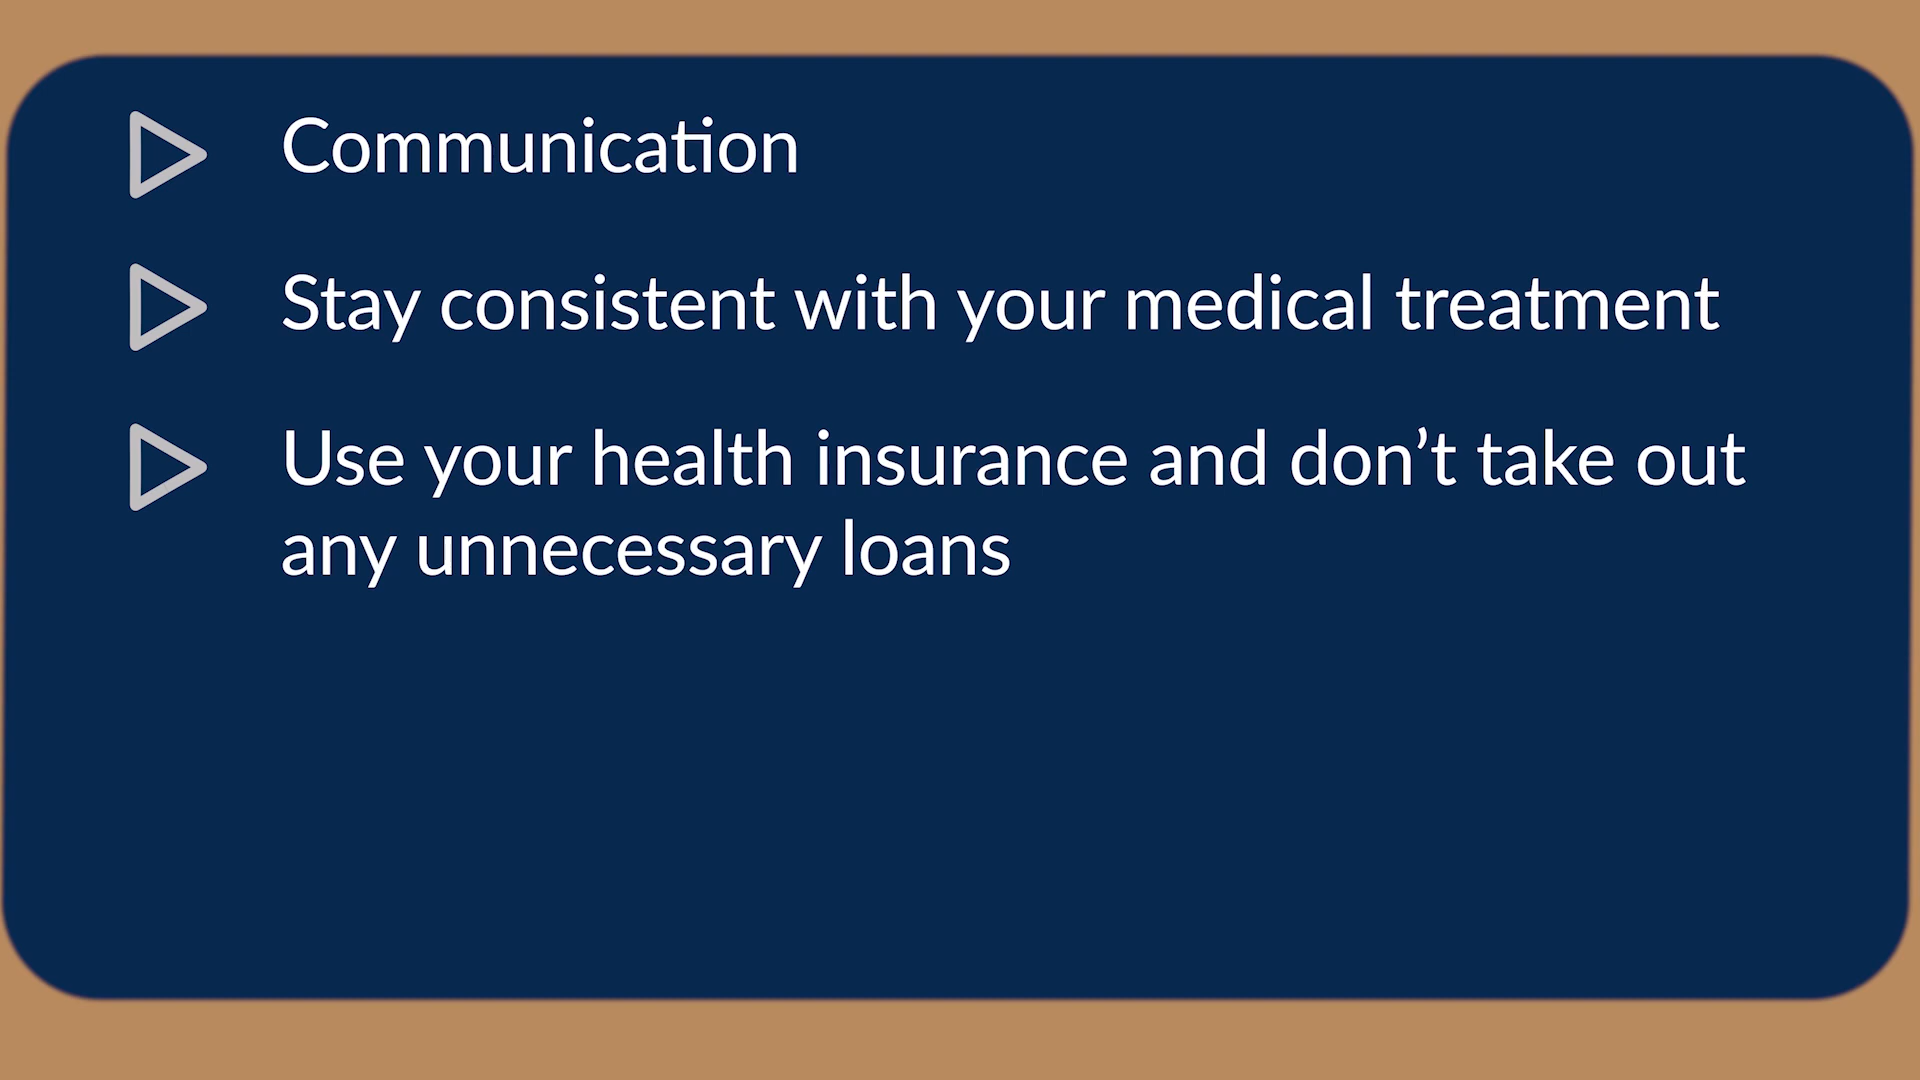 Communication
Stay consistent with your medical treatment
Use your health insurance and don’t take out
any unnecessary loans